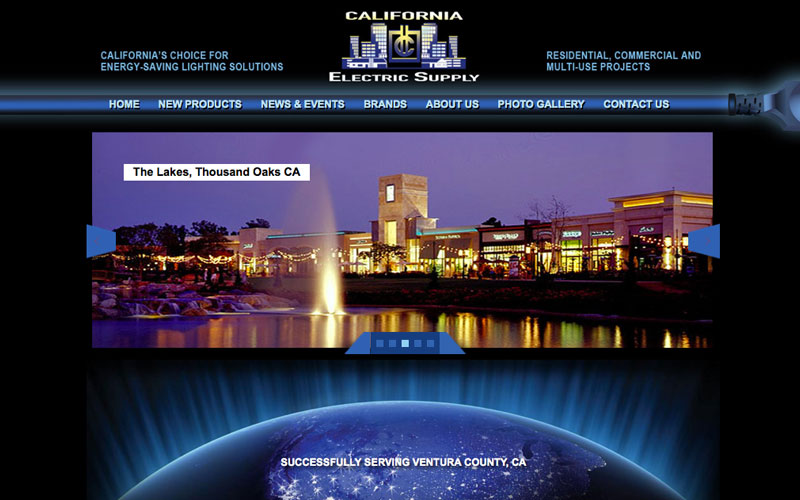 CALIFORNIA
ELECTRIC SUPPLY
CALIFORNIA'S CHOICE FOR
ENERGY-SAVING LIGHTING SOLUTIONS
RESIDENTIAL, COMMERCIAL AND
MULTI-USE PROJECTS
HOME NEW PRODUCTS NEWS & EVENTS BRANDS ABOUT US PHOTO GALLERY CONTACT US
The Lakes, Thousand Oaks CA
SUCCESSFULLY SERVING VENTURA COUNTY, CA